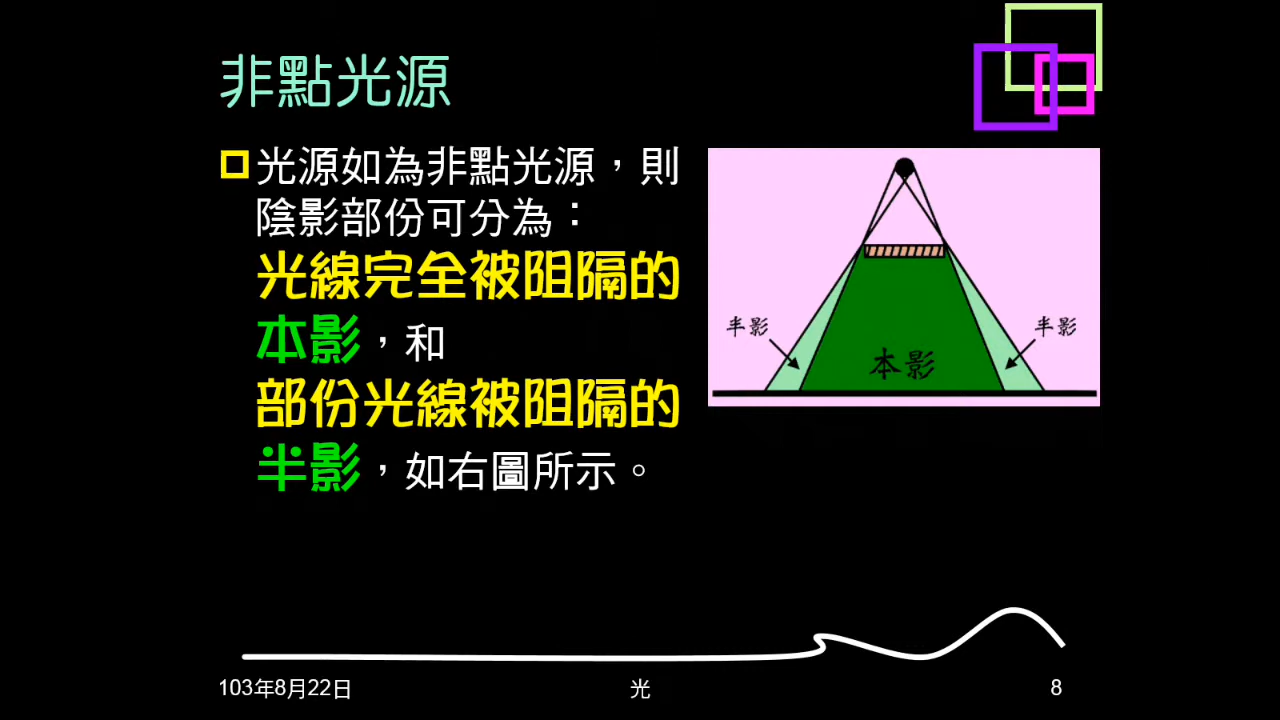 非點光源
光源如為非點光源，則
陰影部份可分為：
光線完全被阻隔的
本影，和
部份光線被阻隔的
半影，如右圖所示。
半影
半影
本影
103年8月22日
光
8